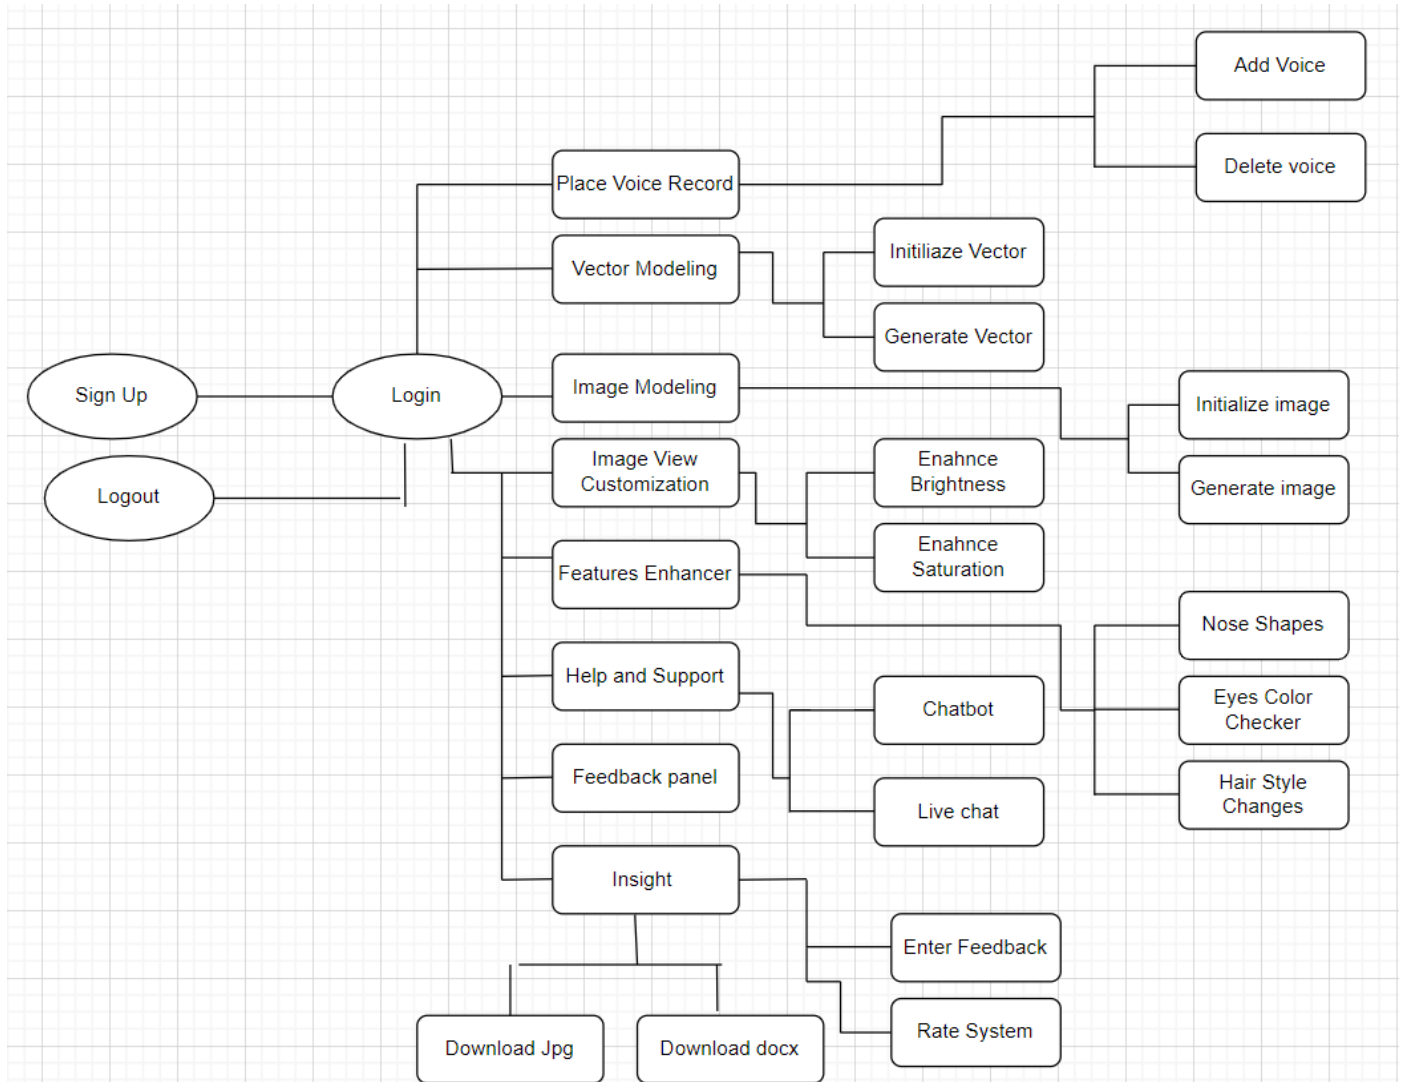 Add Voice
Place Voice Record
Delete voice
Vector Modeling
Initiliaze Vector
Generate Vector
Sign Up
Login
Image Modeling
Initialize image
Generate image
Logout
Image View
Customization
Enahnce
Brightness
Enahnce
Saturation
Features Enhancer
Nose Shapes
Eyes Color
Checker
Hair Style
Changes
Help and Support
Chatbot
Live chat
Feedback panel
Insight
Enter Feedback
Rate System
Download Jpg
Download docx